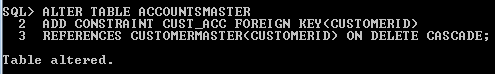 SQL> ALTER TABLE ACCOUNTSMASTER
  2  ADD CONSTRAINT CUST_ACC FOREIGN KEY(CUSTOMERID)
  3  REFERENCES CUSTOMERMASTER(CUSTOMERID) ON DELETE CASCADE;
Table altered.